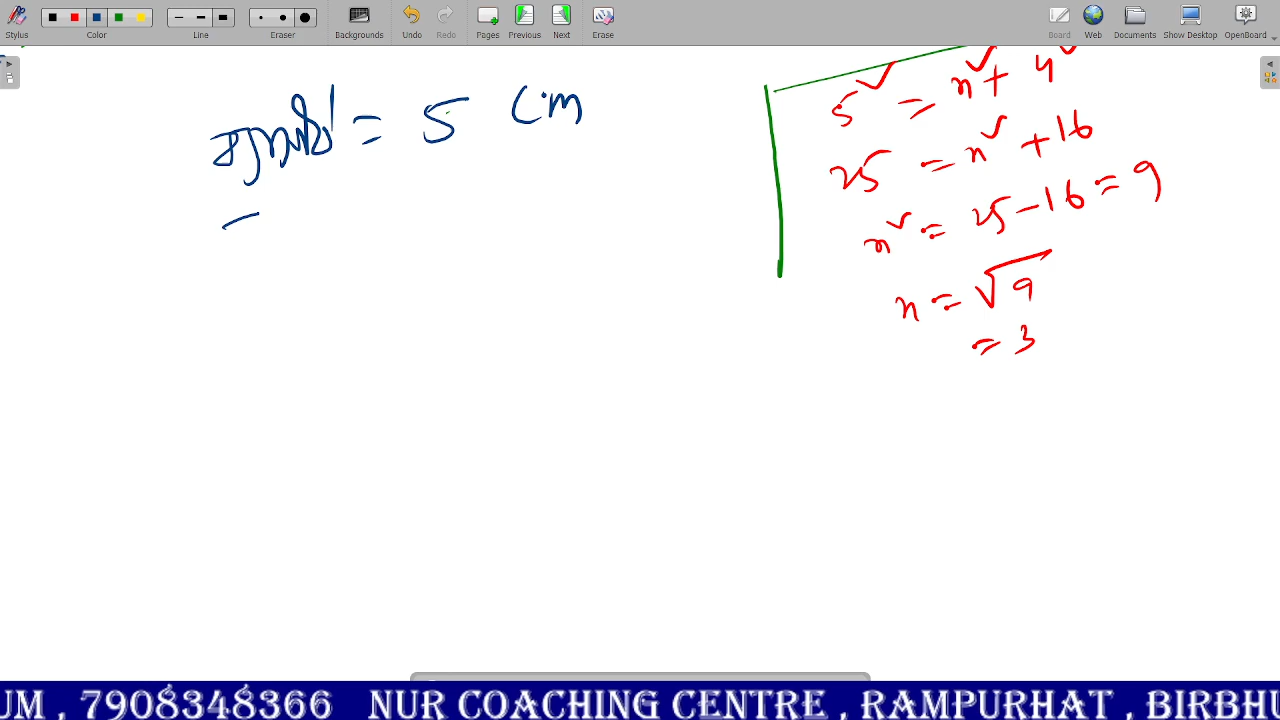 Stylus Color Line Eraser Backgrounds Undo Redo Pages Previous Next Erase Board Web Documents Show Desktop OpenBoard
= 5 cm
5² = x² + 4²
25 = x² + 16
x² = 25 - 16 = 9
x = √9
= 3
UM , 7908348366 NUR COACHING CENTRE , RAMPURHAT , BIRBHU